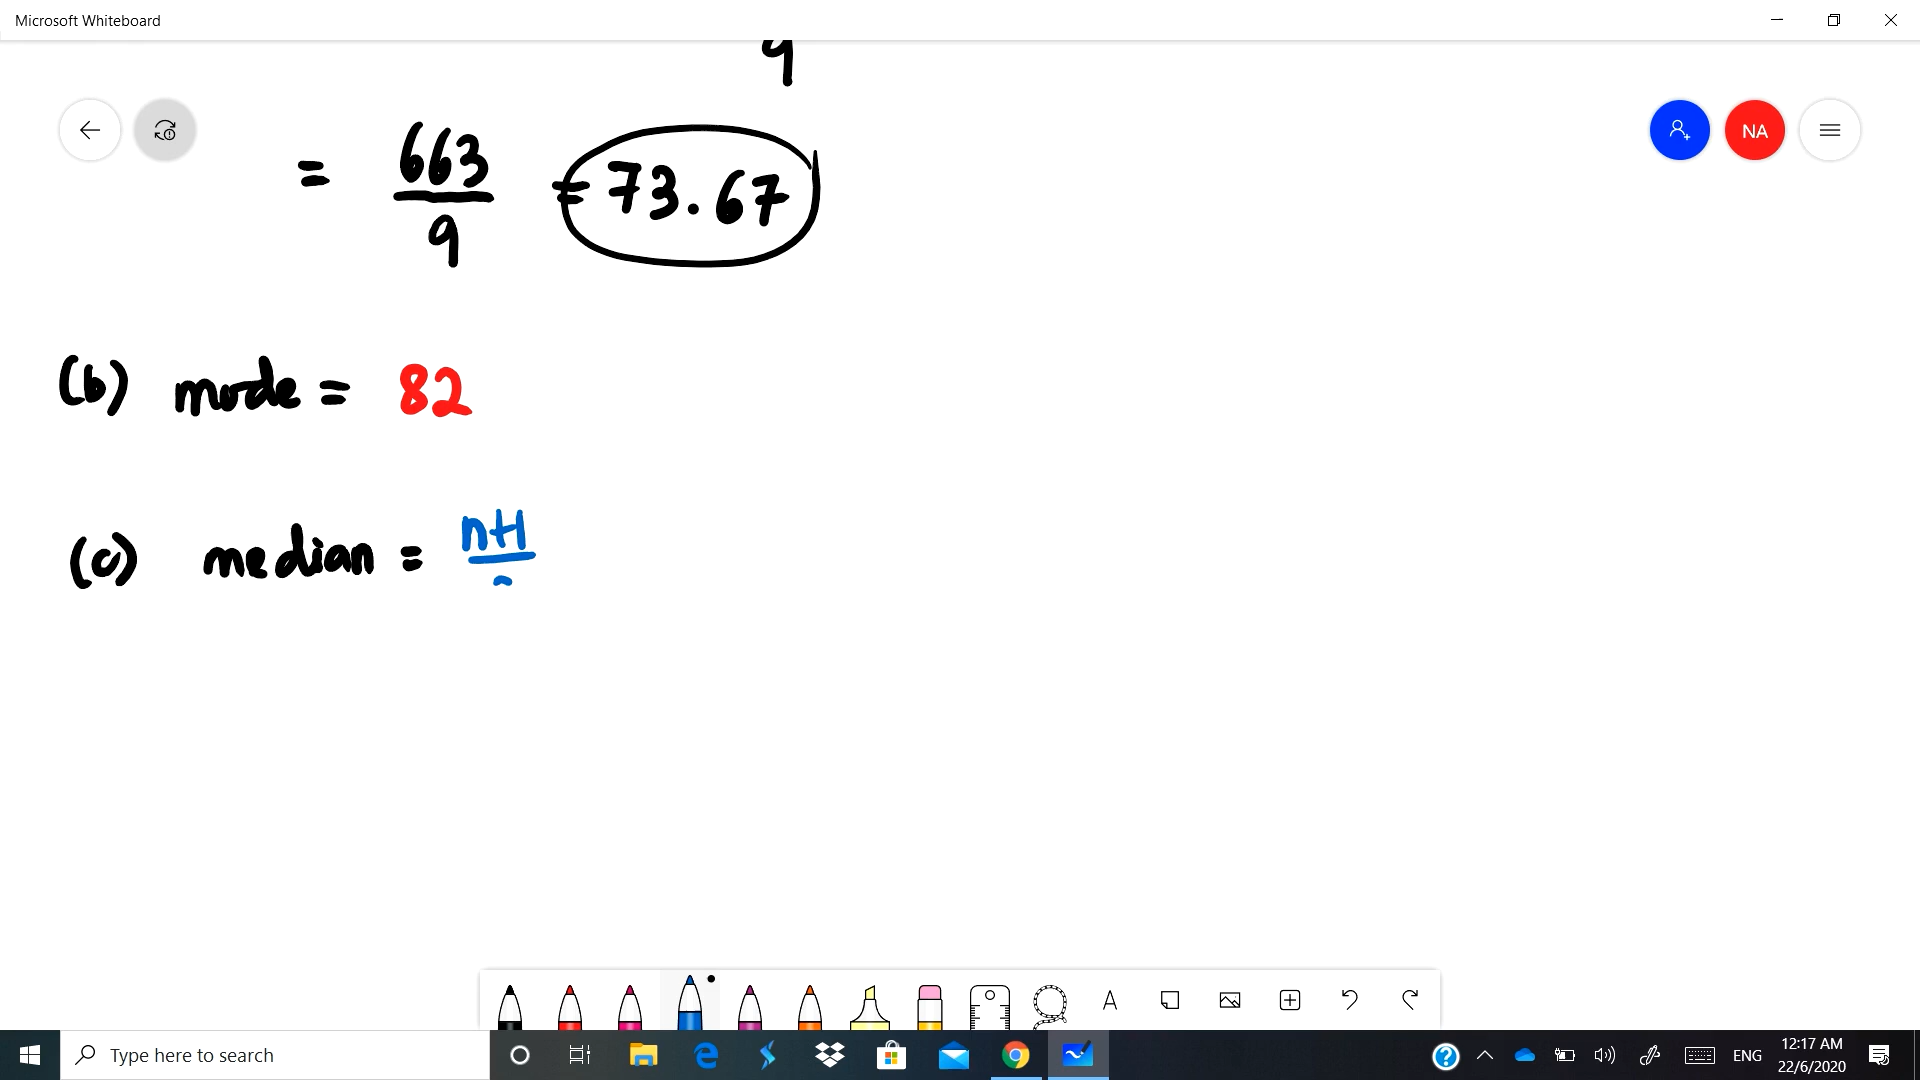 Microsoft Whiteboard
9
NA
= 663/9 = 73.67
(b) mode = 82
(c) median = n+1
A
Type here to search
ENG
12:17 AM
22/6/2020